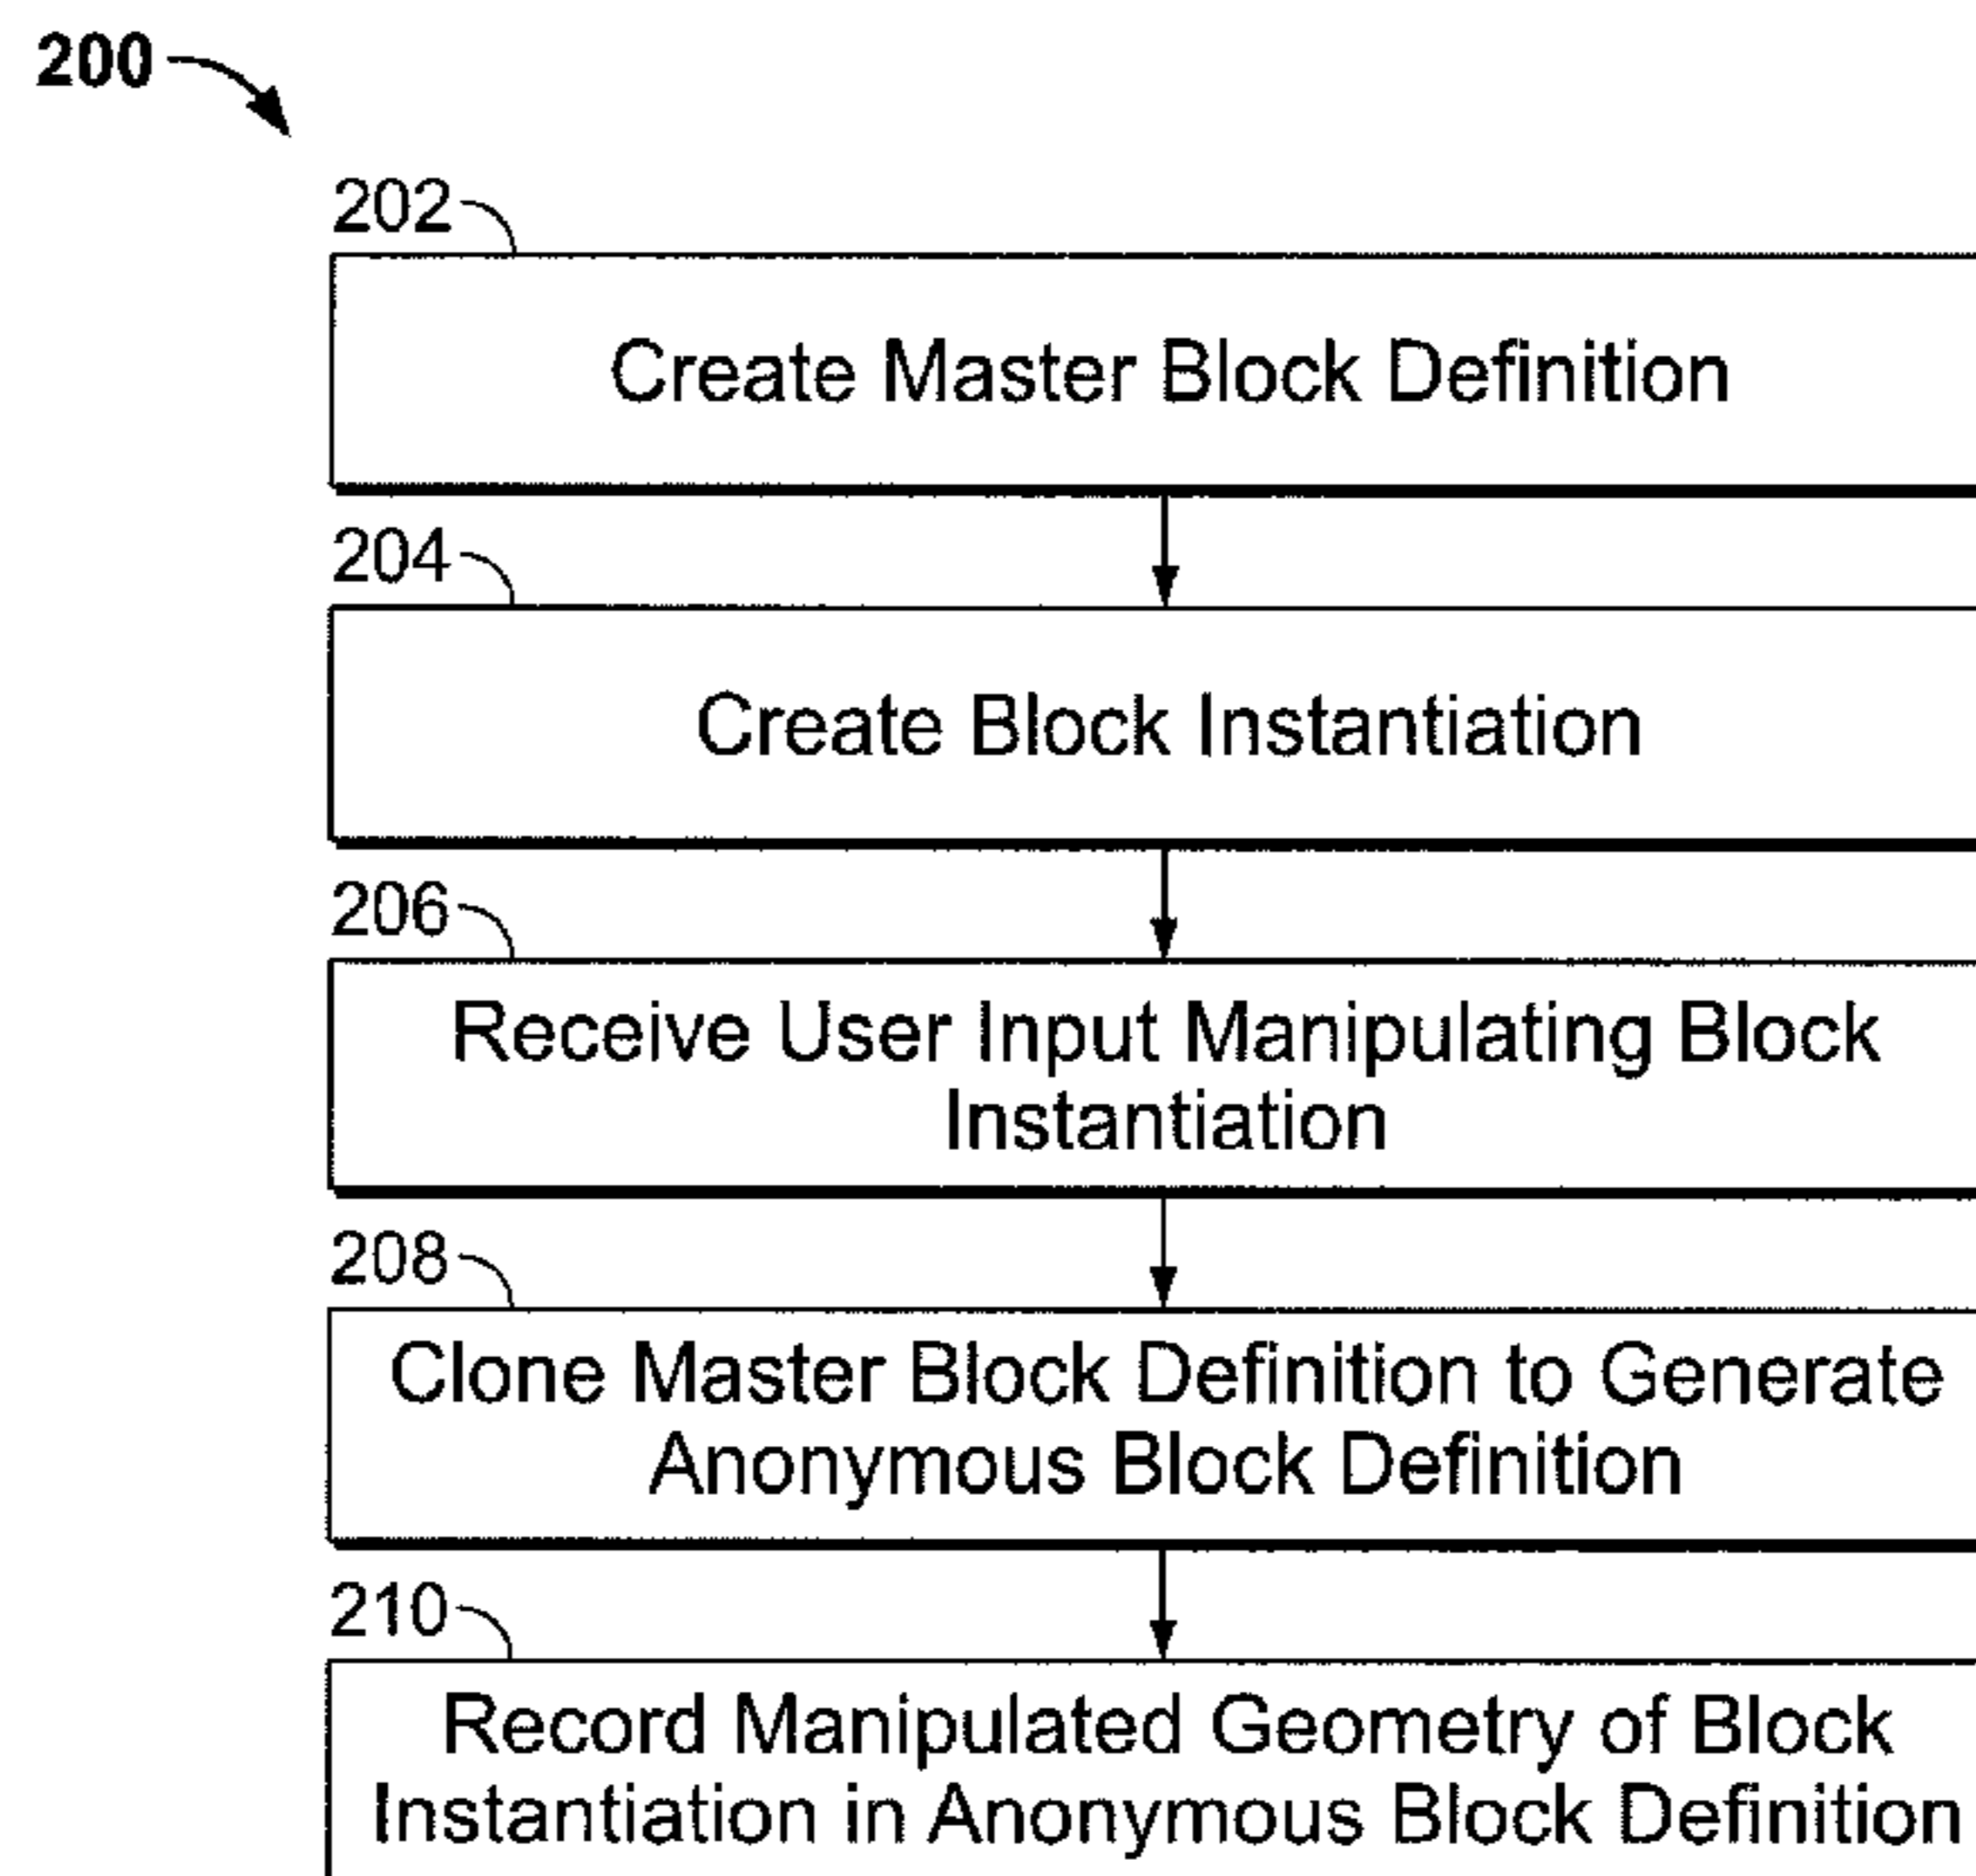 200
202
Create Master Block Definition
204
Create Block Instantiation
206
Receive User Input Manipulating Block
Instantiation
208
Clone Master Block Definition to Generate
Anonymous Block Definition
210
Record Manipulated Geometry of Block
Instantiation in Anonymous Block Definition